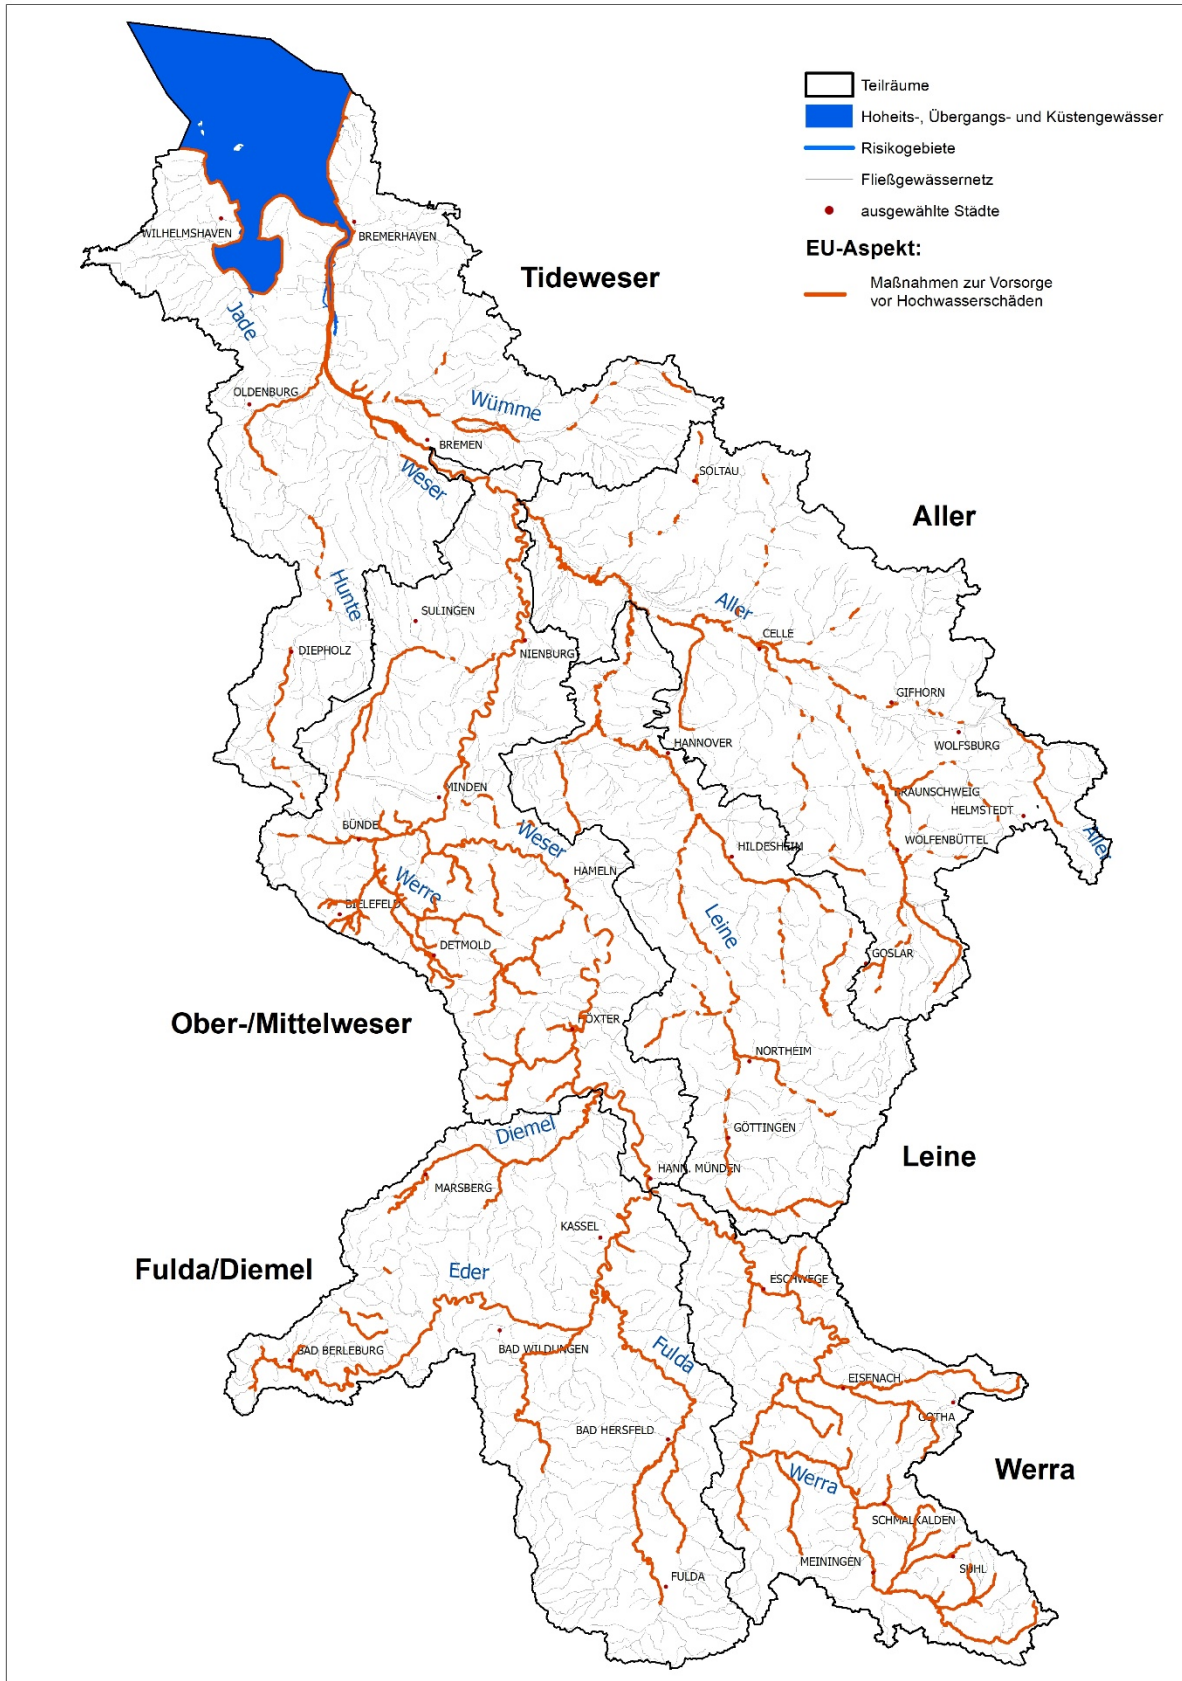 Teilräume
Hoheits-, Übergangs- und Küstengewässer
Risikogebiete
Fließgewässernetz
ausgewählte Städte
EU-Aspekt:
Maßnahmen zur Vorsorge
vor Hochwasserschäden
WILHELMSHAVEN
BREMERHAVEN
Tideweser
Jade
OLDENBURG
Wümme
BREMEN
Weser
SOLTAU
Aller
Hunte
SULINGEN
Aller
CELLE
DIEPHOLZ
NIENBURG
GIFHORN
HANNOVER
WOLFSBURG
MINDEN
BRAUNSCHWEIG
HELMSTEDT
BÜNDE
Weser
WOLFENBÜTTEL
Aller
HILDESHEIM
HAMELN
Werre
BIELEFELD
Leine
DETMOLD
GOSLAR
Ober-/Mittelweser
HÖXTER
NORTHEIM
Diemel
GÖTTINGEN
Leine
HANN. MÜNDEN
MARSBERG
KASSEL
Fulda/Diemel
Eder
ESCHWEGE
BAD BERLEBURG
BAD WILDUNGEN
Fulda
EISENACH
GOTHA
BAD HERSFELD
Werra
Werra
SCHMALKALDEN
MEININGEN
SUHL
FULDA